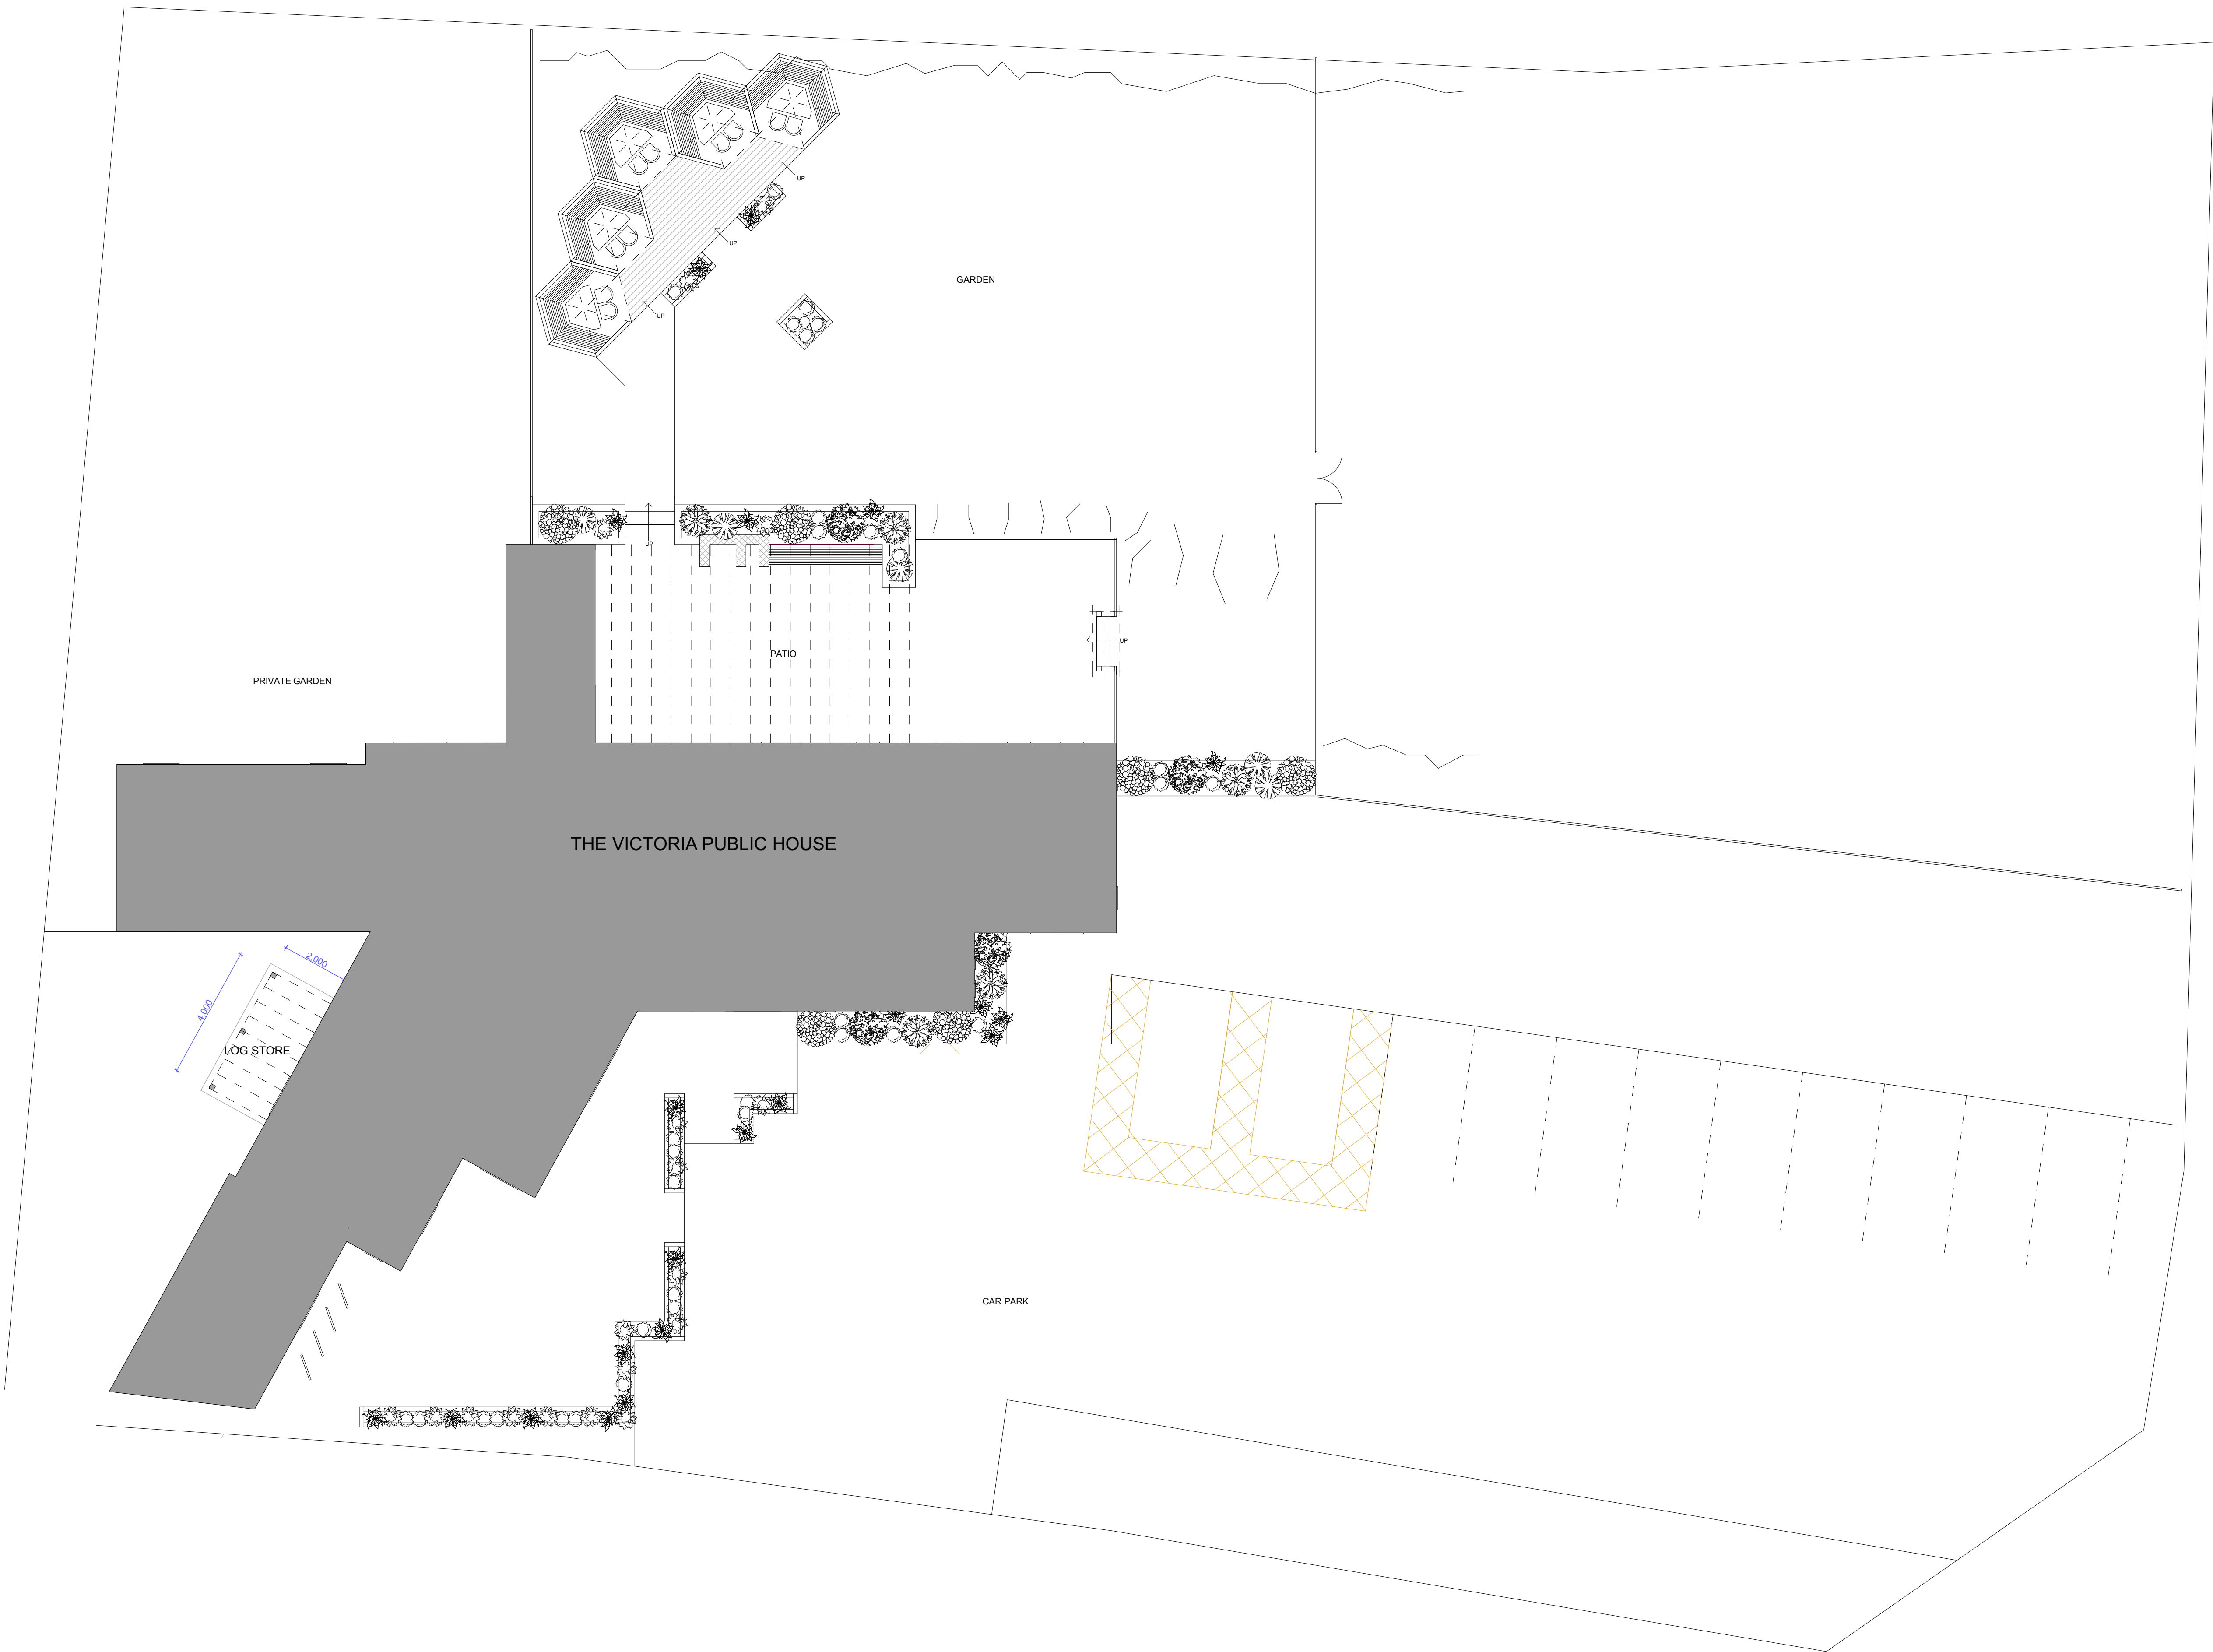 UP
UP
UP
GARDEN
UP
UP
PATIO
PRIVATE GARDEN
THE VICTORIA PUBLIC HOUSE
2,000
4,000
LOG STORE
CAR PARK